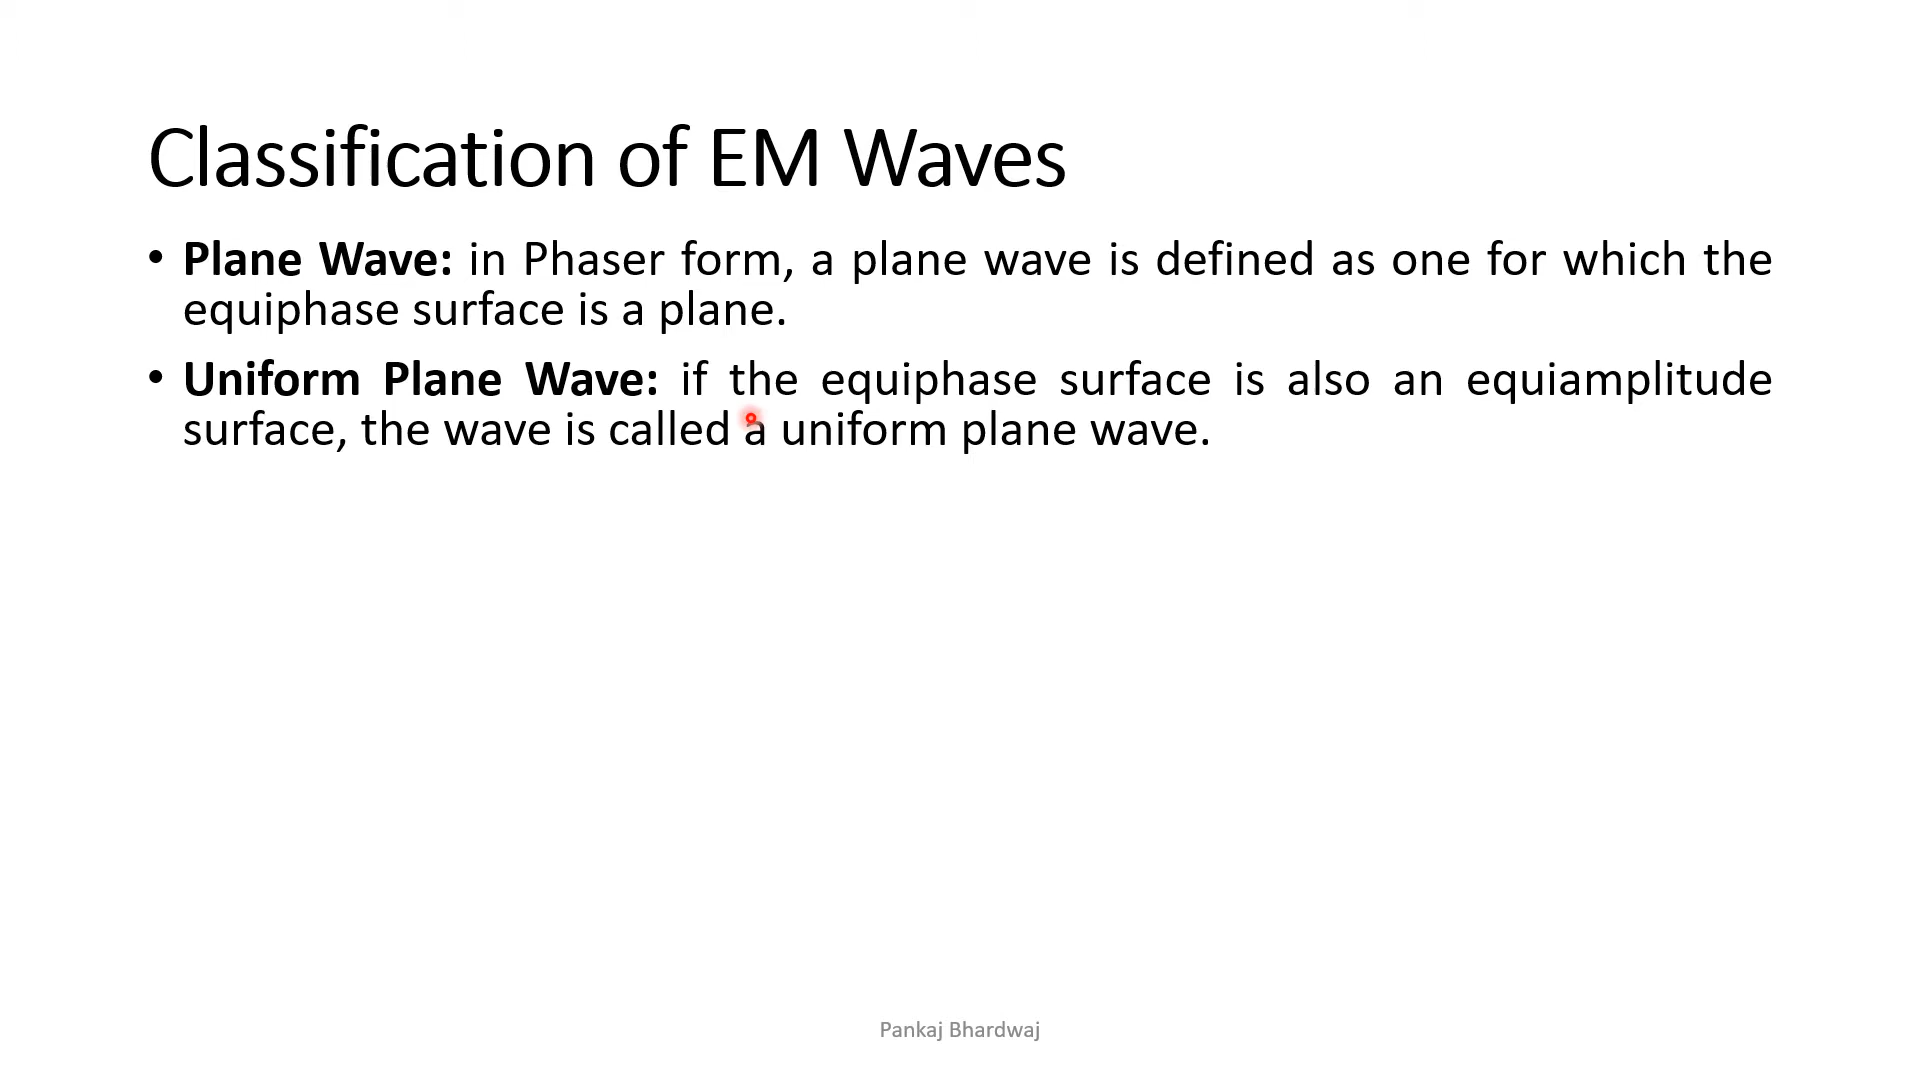 Classification of EM Waves
• Plane Wave: in Phaser form, a plane wave is defined as one for which the
equiphase surface is a plane.
• Uniform Plane Wave: if the equiphase surface is also an equiamplitude
surface, the wave is called a uniform plane wave.
Pankaj Bhardwaj